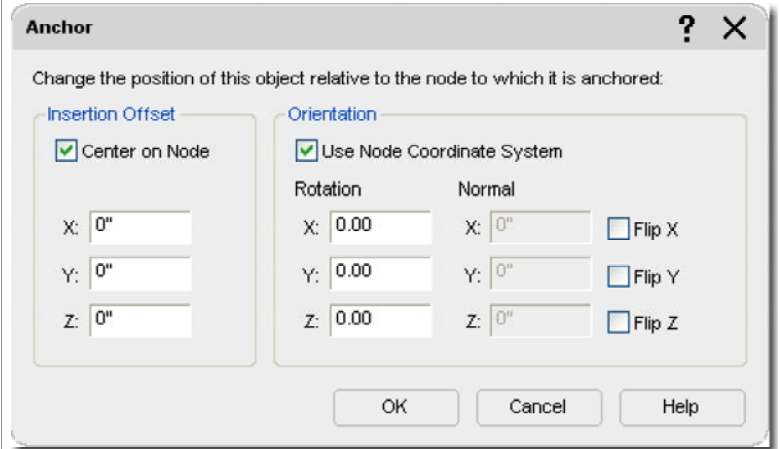 Anchor ? X
Change the position of this object relative to the node to which it is anchored:
Insertion Offset Orientation
Center on Node Use Node Coordinate System
Rotation Normal
X: 0" X: 0.00 X: 0" Flip X
Y: 0" Y: 0.00 Y: 0" Flip Y
Z: 0" Z: 0.00 Z: 0" Flip Z
OK Cancel Help